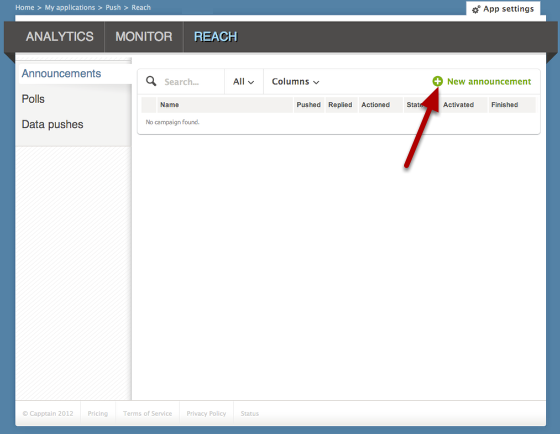 Home > My applications > Push > Reach
App settings
ANALYTICS MONITOR REACH
Announcements
Polls
Data pushes
Search... All Columns New announcement
Name Pushed Replied Actioned Activated Finished
No campaign found.
© Capptain 2012 Pricing Terms of Service Privacy Policy Status